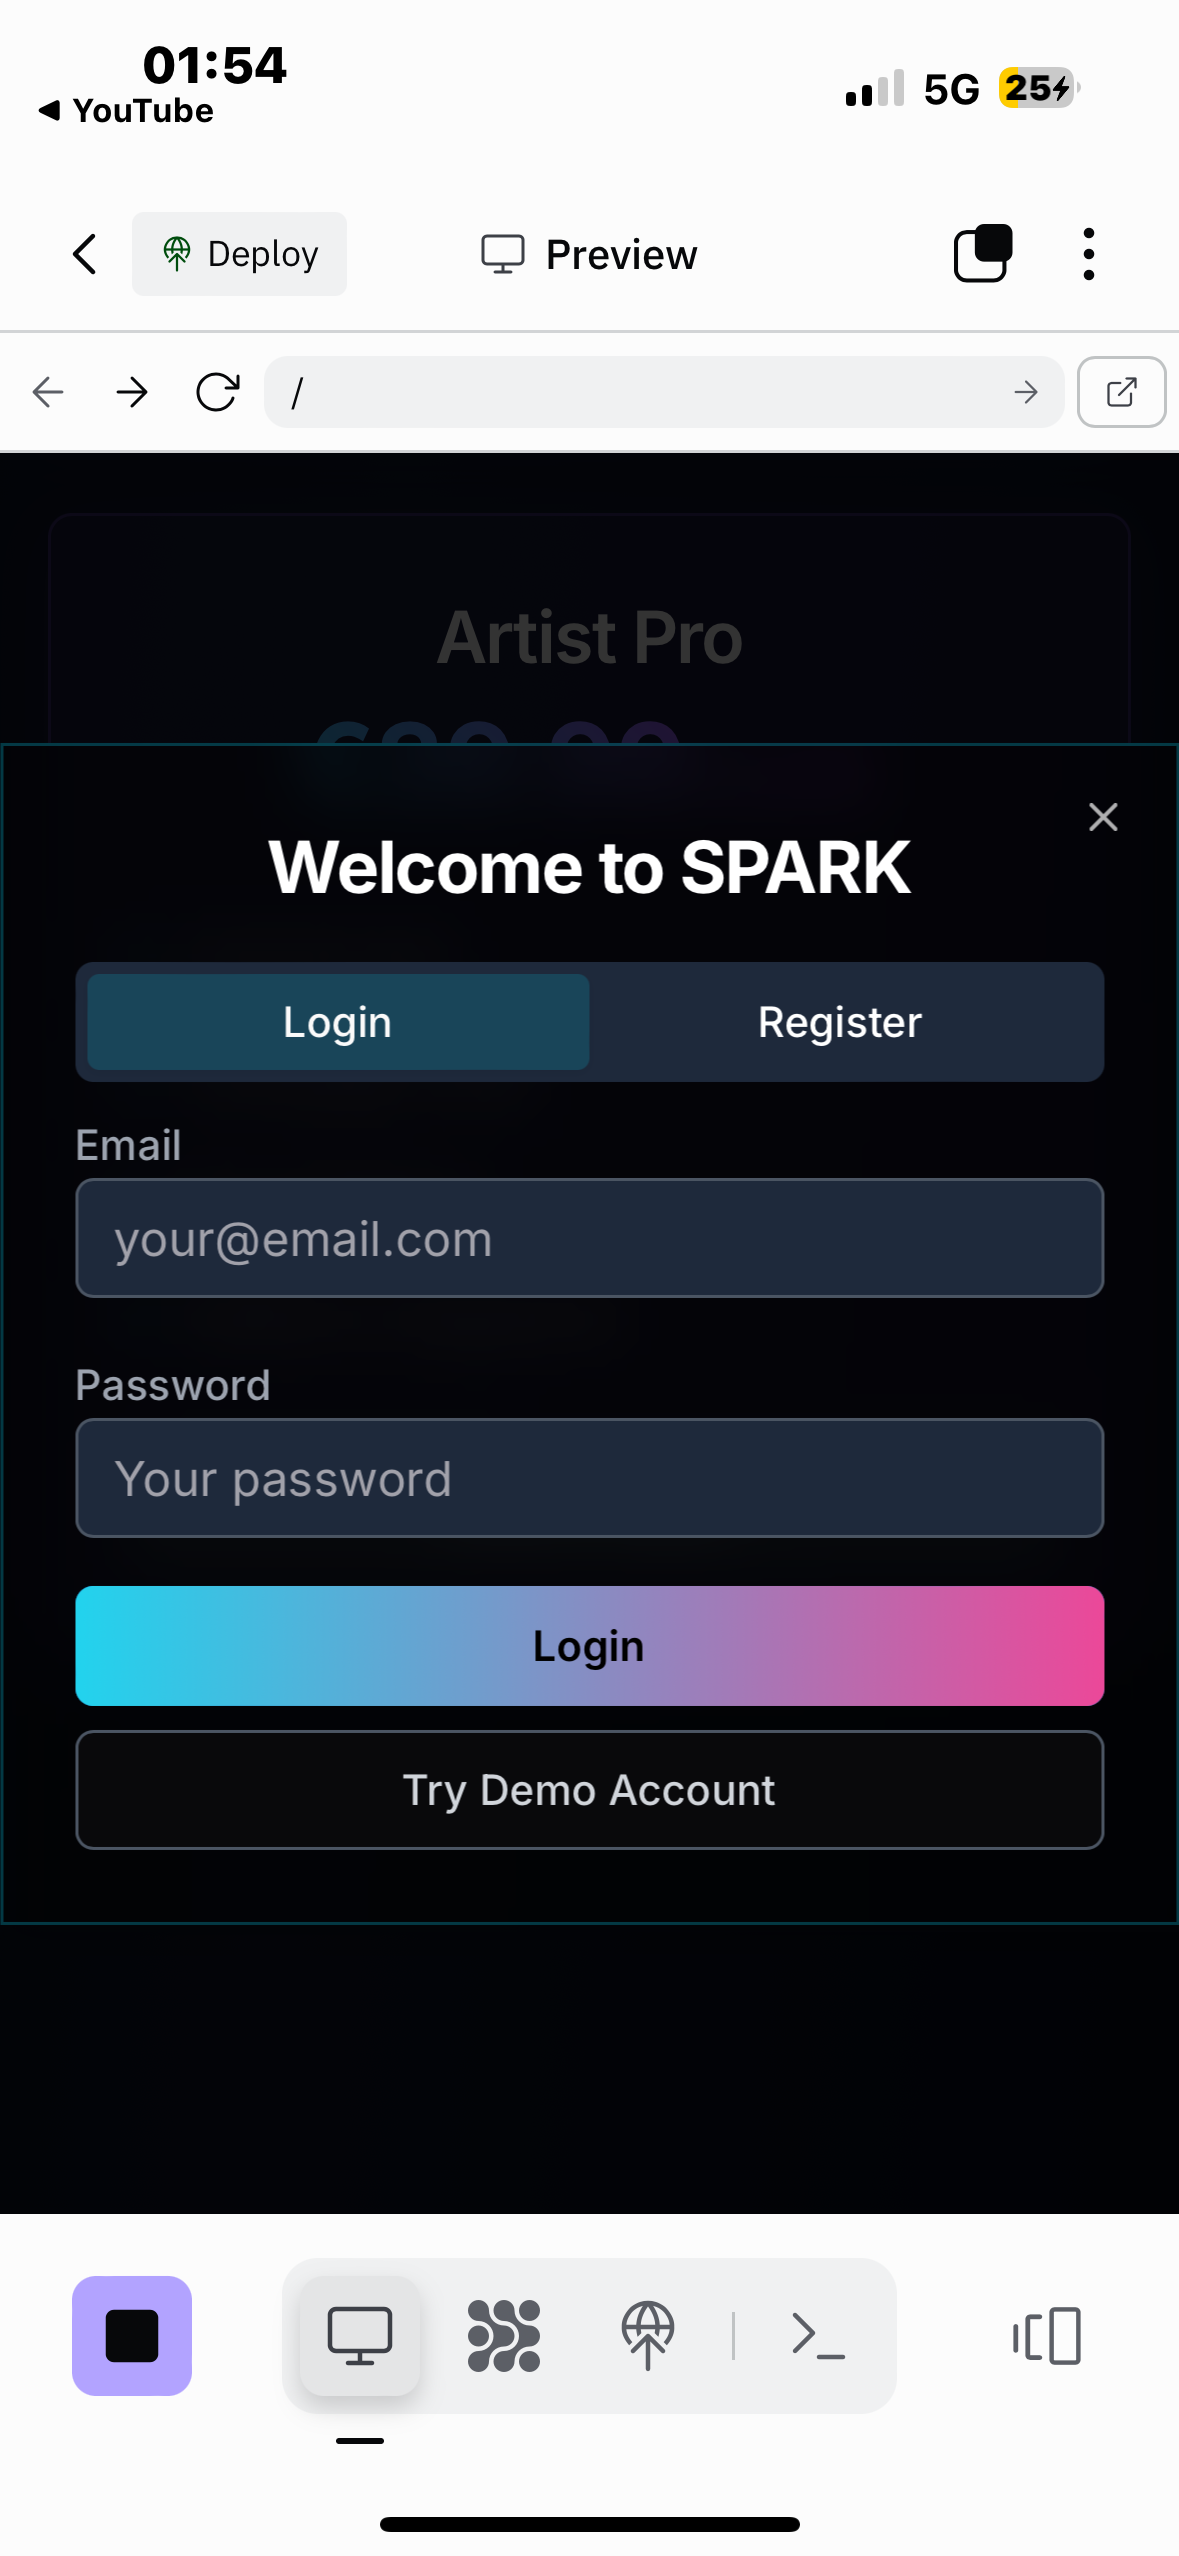 01:54
YouTube
5G
25
Deploy
Preview
/
Artist Pro
Welcome to SPARK
Login
Register
Email
your@email.com
Password
Your password
Login
Try Demo Account